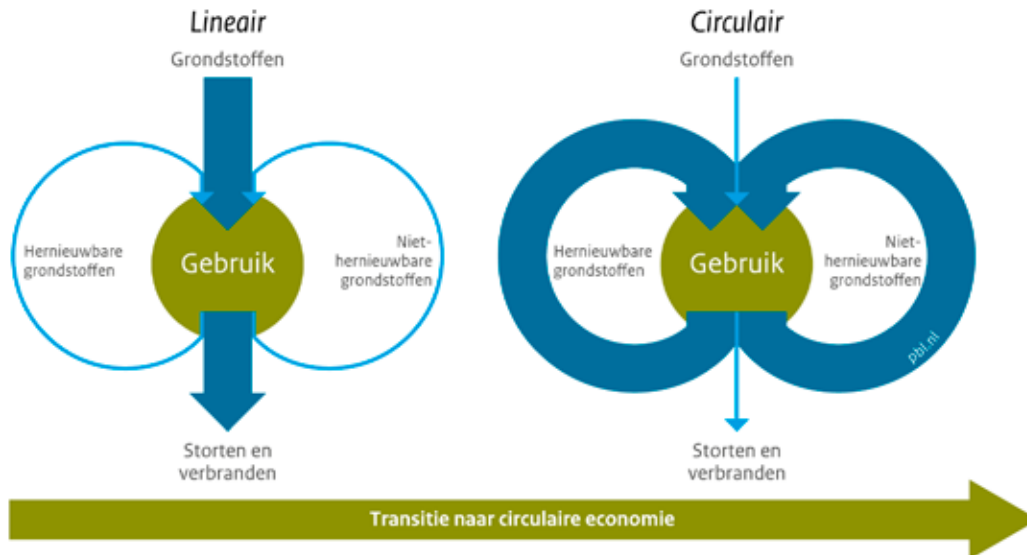 Lineair
Grondstoffen
Hernieuwbare
grondstoffen
Gebruik
Niet-
hernieuwbare
grondstoffen
Storten en
verbranden
Circulair
Grondstoffen
Hernieuwbare
grondstoffen
Gebruik
Niet-
hernieuwbare
grondstoffen
pbl.nl
Storten en
verbranden
Transitie naar circulaire economie